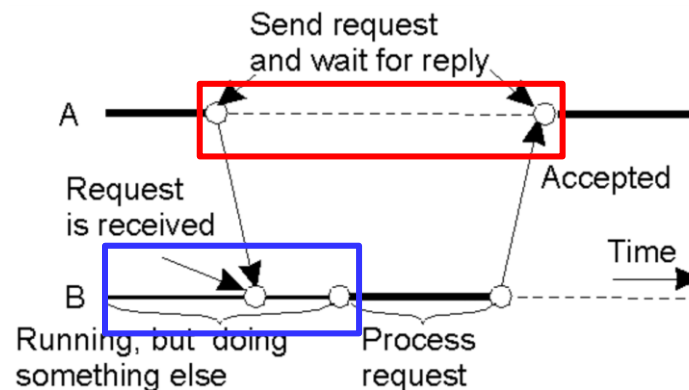 Send request
and wait for reply
A
Accepted
Request
is received
Time
B
Running, but doing
something else
Process
request